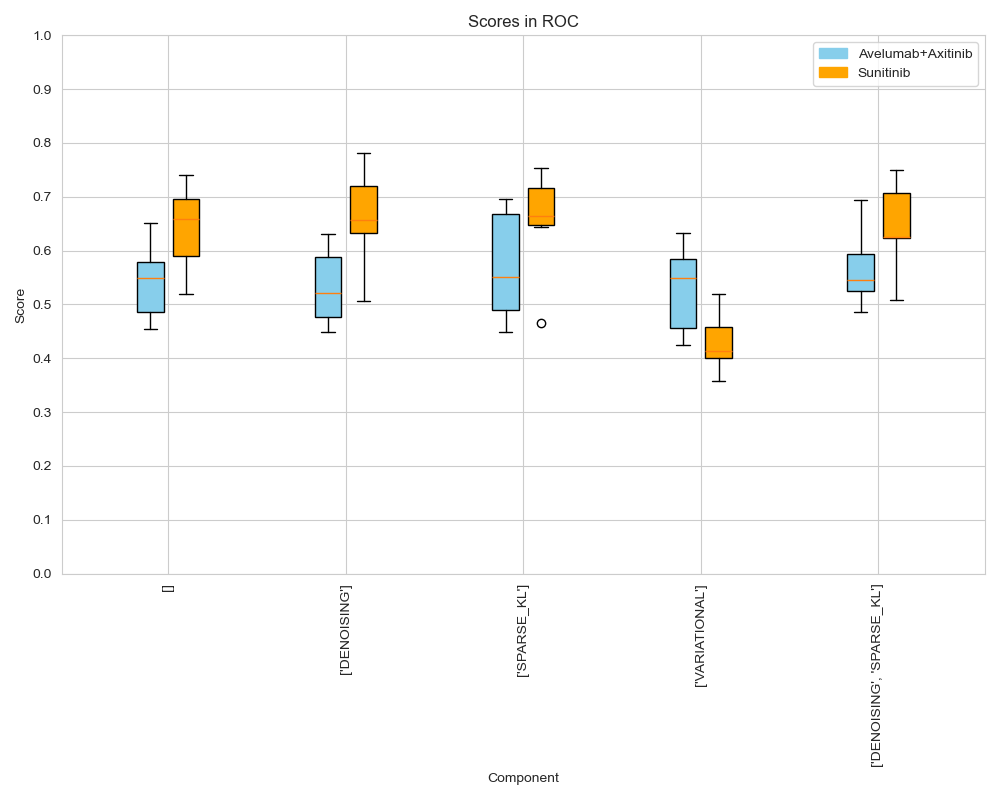 Scores in ROC
Avelumab+Axitinib
Sunitinib
1.0
0.9
0.8
0.7
0.6
0.5
0.4
0.3
0.2
0.1
0.0
Score
[]
['DENOISING']
['SPARSE_KL']
['VARIATIONAL']
['DENOISING', 'SPARSE_KL']
Component